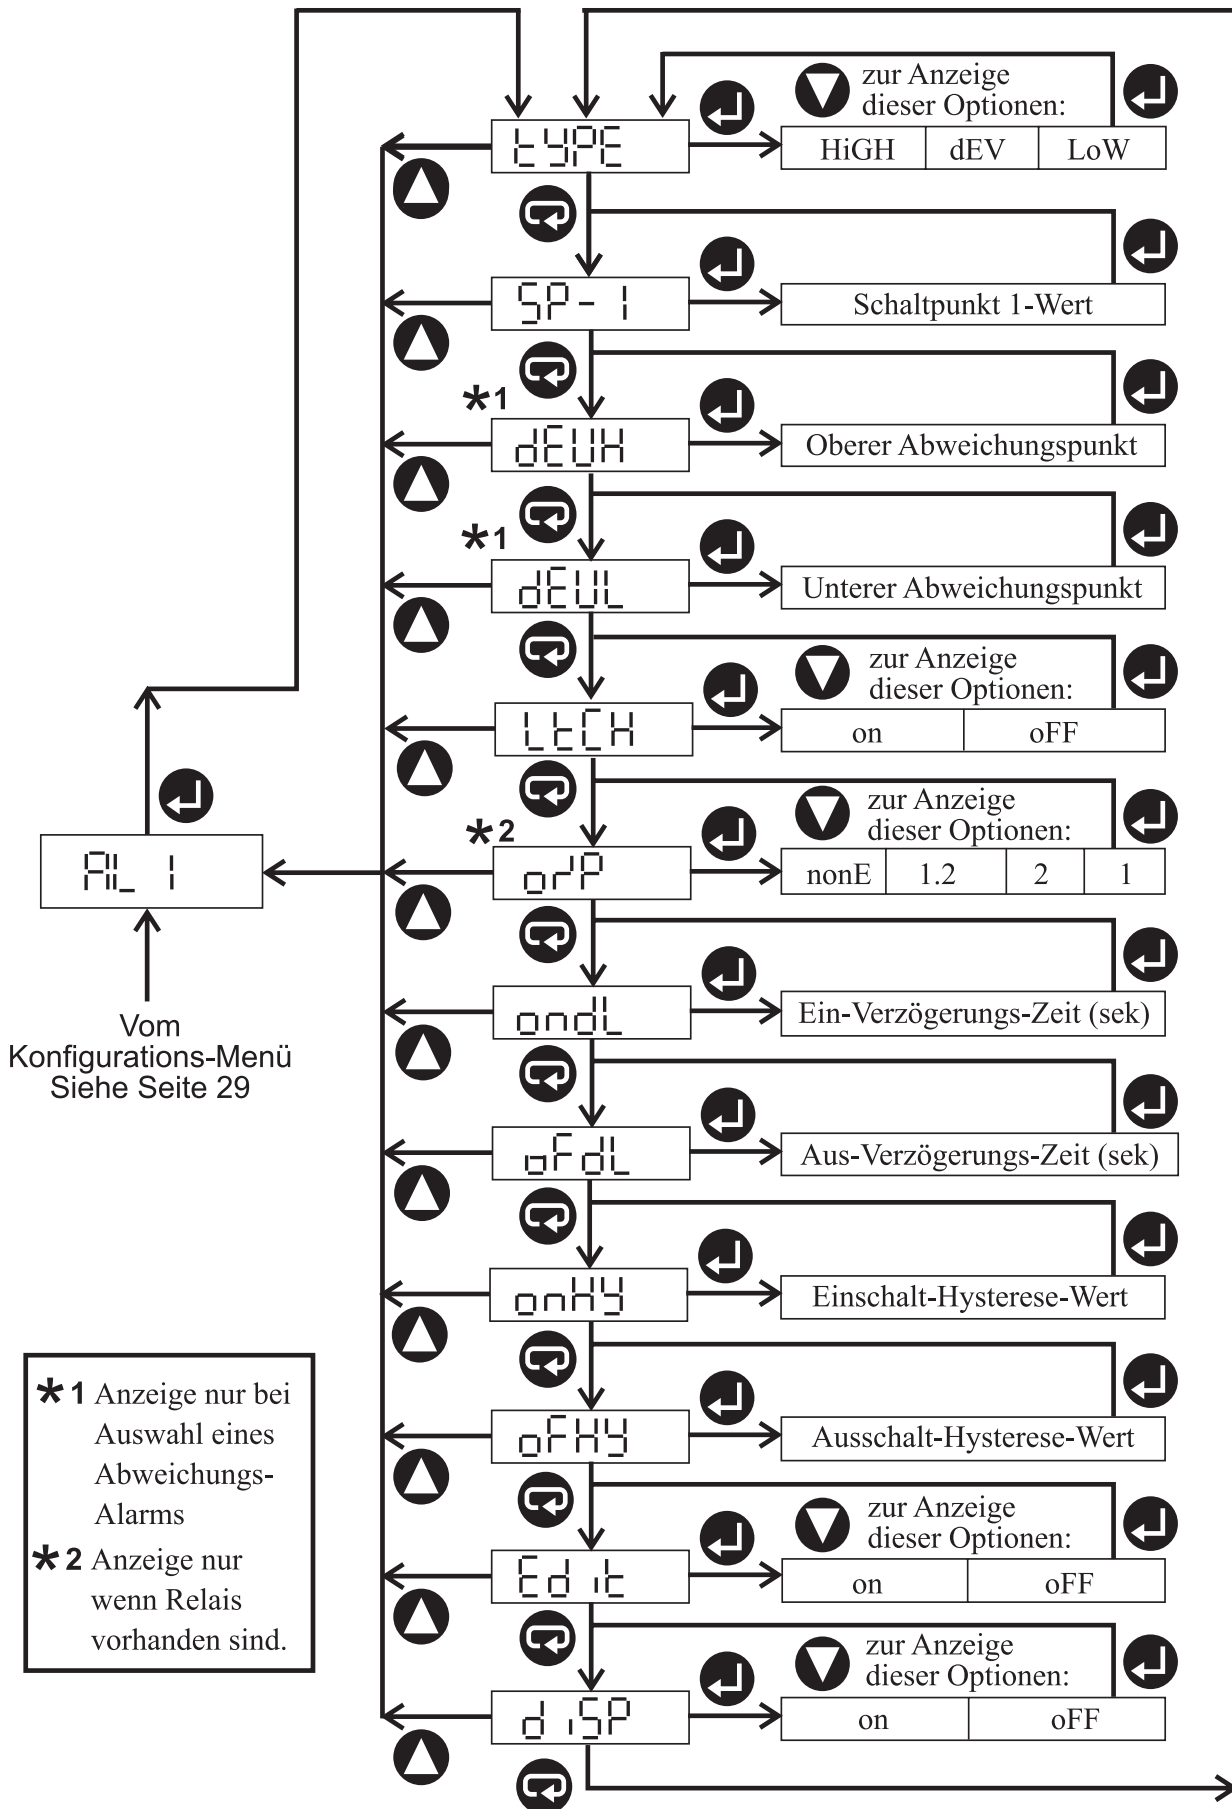 zur Anzeige
dieser Optionen:
tYPE
HiGH dEV LoW
SP-1
Schaltpunkt 1-Wert
*1
dEVH
Oberer Abweichungspunkt
*1
dEVL
Unterer Abweichungspunkt
zur Anzeige
dieser Optionen:
LtCH
on oFF
zur Anzeige
dieser Optionen:
*2
orP
nonE 1.2 2 1
AL 1
Vom
Konfigurations-Menü
Siehe Seite 29
ondL
Ein-Verzögerungs-Zeit (sek)
oFdL
Aus-Verzögerungs-Zeit (sek)
onHY
Einschalt-Hysterese-Wert
oFHY
Ausschalt-Hysterese-Wert
zur Anzeige
dieser Optionen:
Edit
on oFF
zur Anzeige
dieser Optionen:
diSP
on oFF
*1 Anzeige nur bei
Auswahl eines
Abweichungs-
Alarms
*2 Anzeige nur
wenn Relais
vorhanden sind.